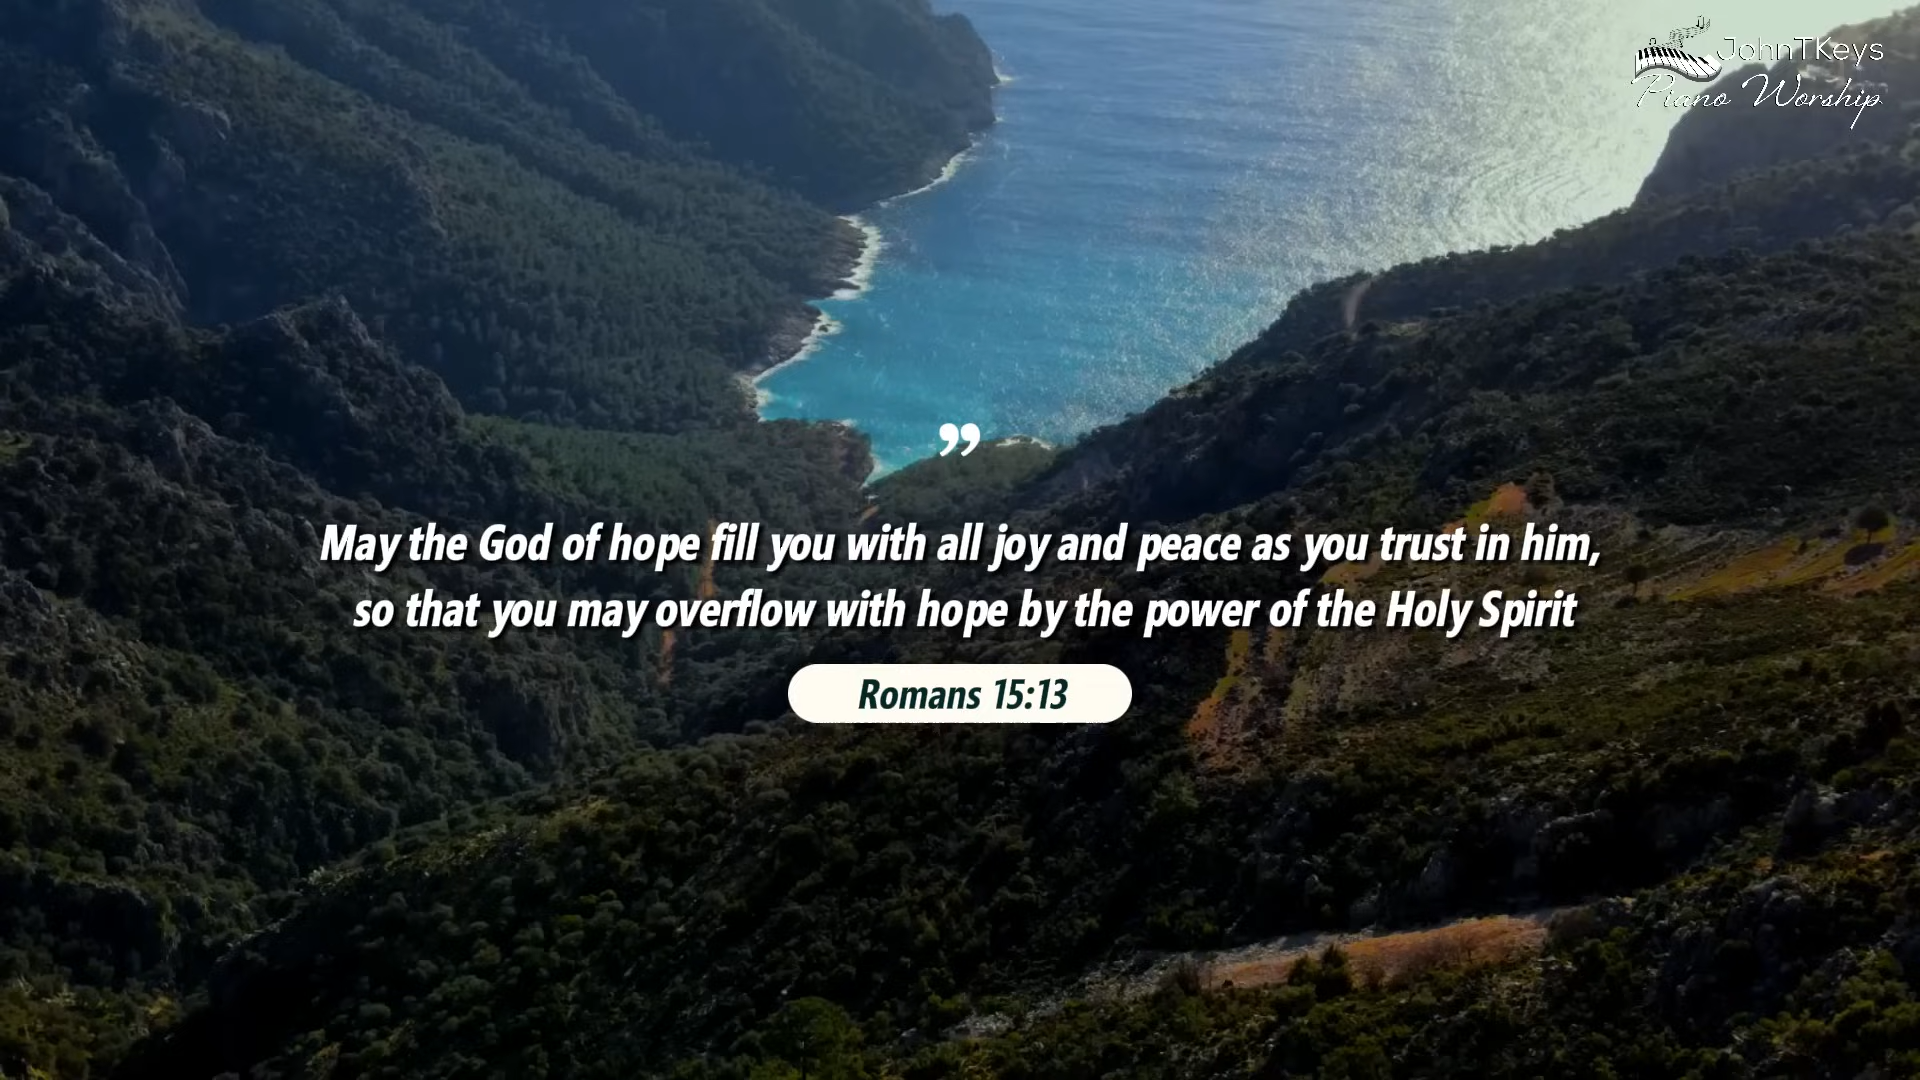 JohnTKeys
Piano Worship
”
May the God of hope fill you with all joy and peace as you trust in him,
so that you may overflow with hope by the power of the Holy Spirit
Romans 15:13